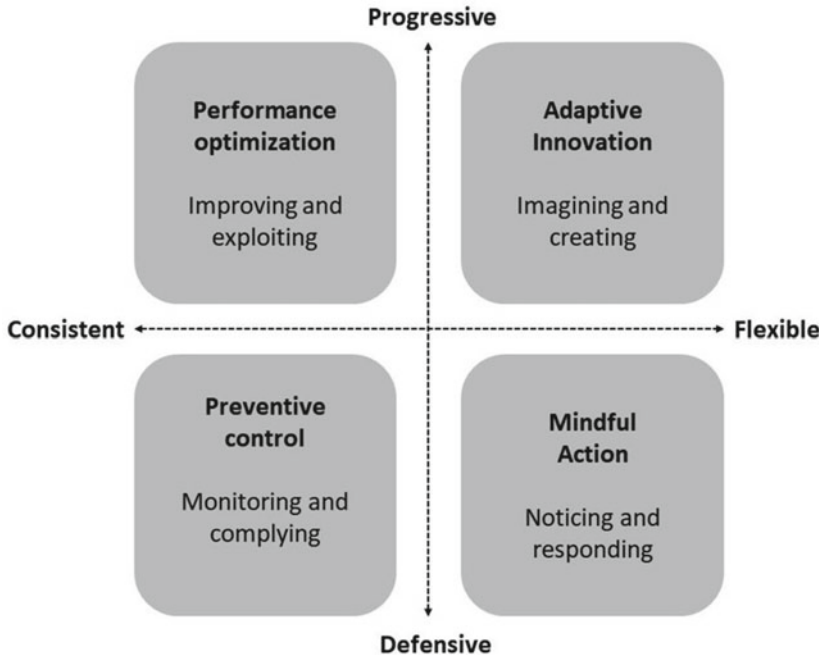 Progressive
Performance
optimization
Improving and
exploiting
Adaptive
Innovation
Imagining and
creating
Consistent
Flexible
Preventive
control
Monitoring and
complying
Mindful
Action
Noticing and
responding
Defensive